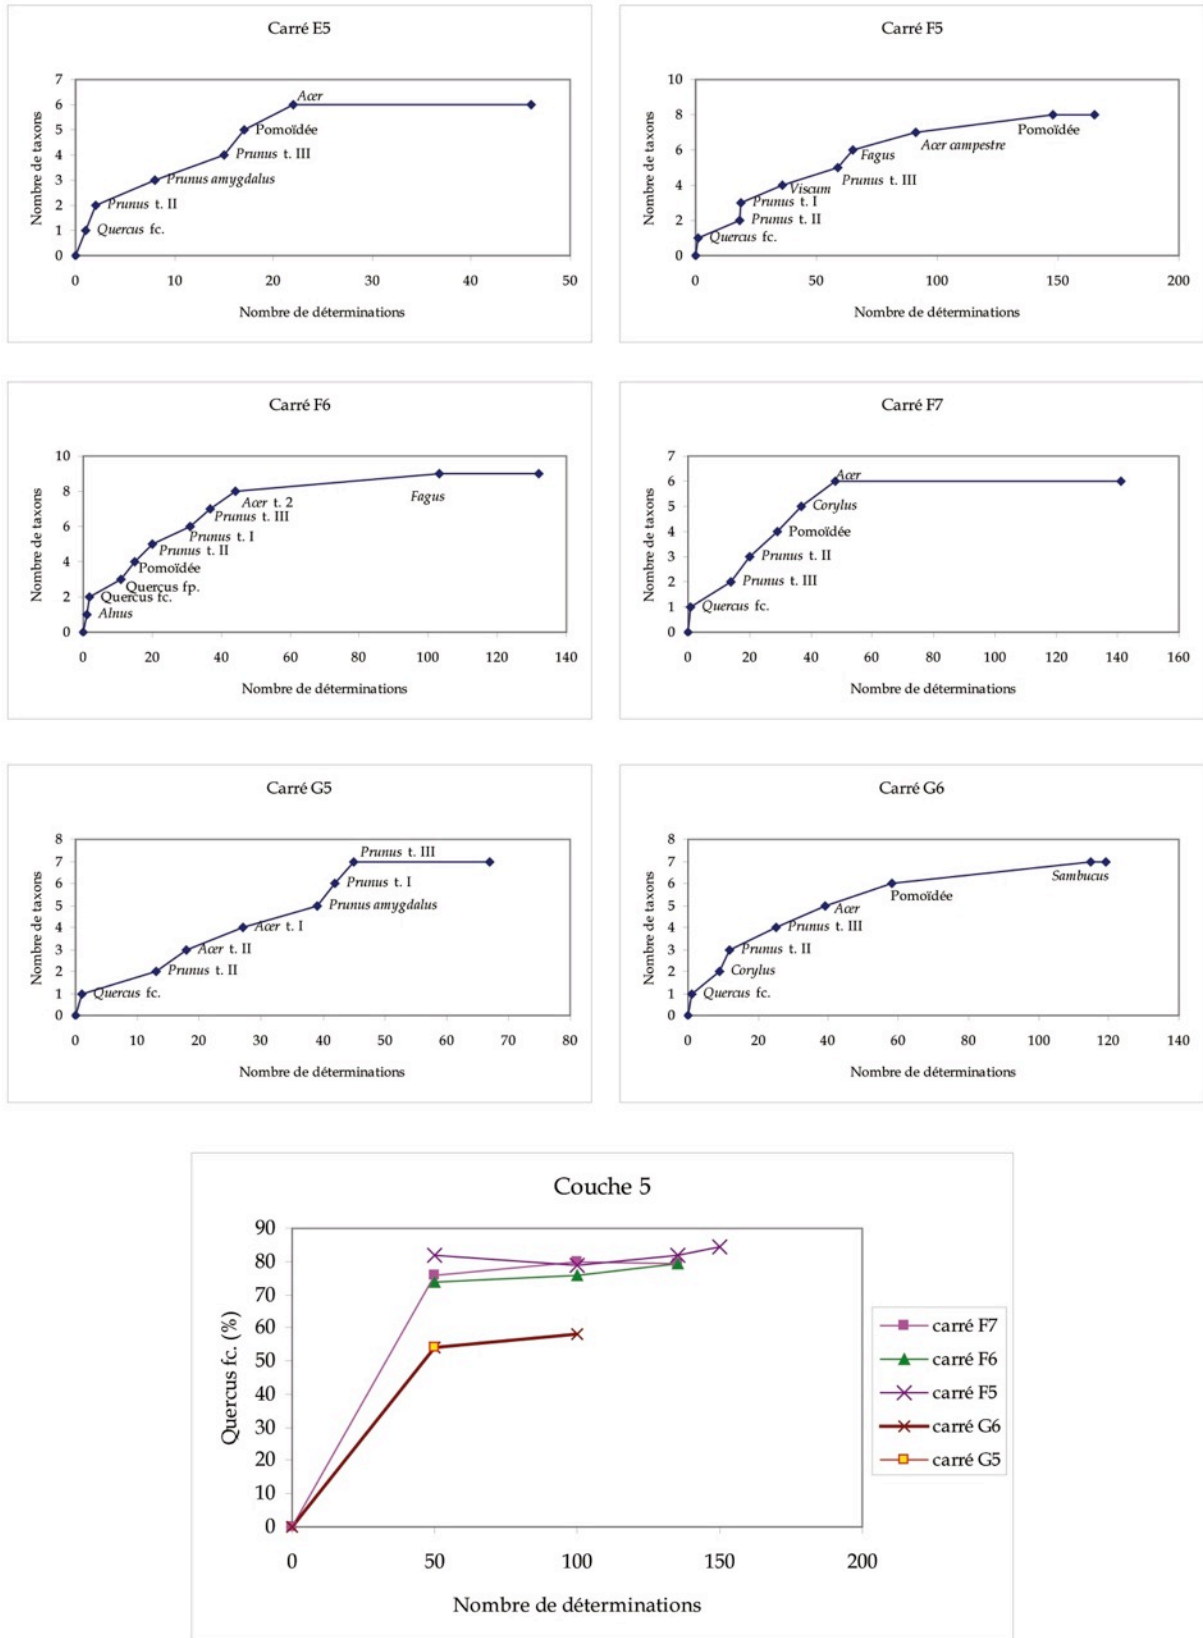 Carré E5
Nombre de taxons
7
6
5
4
3
2
1
0
Acer
Pomoïdée
Prunus t. III
Prunus amygdalus
Prunus t. II
Quercus fc.
0 10 20 30 40 50
Nombre de déterminations
Carré F5
Nombre de taxons
10
8
6
4
2
0
Pomoïdée
Acer campestre
Fagus
Prunus t. III
Viscum
Prunus t. I
Prunus t. II
Quercus fc.
0 50 100 150 200
Nombre de déterminations
Carré F6
Nombre de taxons
10
8
6
4
2
0
Fagus
Acer t. 2
Prunus t. III
Prunus t. I
Prunus t. II
Pomoïdée
Quercus fp.
Quercus fc.
Alnus
0 20 40 60 80 100 120 140
Nombre de déterminations
Carré F7
Nombre de taxons
7
6
5
4
3
2
1
0
Acer
Corylus
Pomoïdée
Prunus t. II
Prunus t. III
Quercus fc.
0 20 40 60 80 100 120 140 160
Nombre de déterminations
Carré G5
Nombre de taxons
8
7
6
5
4
3
2
1
0
Prunus t. III
Prunus t. I
Prunus amygdalus
Acer t. I
Acer t. II
Prunus t. II
Quercus fc.
0 10 20 30 40 50 60 70 80
Nombre de déterminations
Carré G6
Nombre de taxons
8
7
6
5
4
3
2
1
0
Sambucus
Pomoïdée
Acer
Prunus t. III
Prunus t. II
Corylus
Quercus fc.
0 20 40 60 80 100 120 140
Nombre de déterminations
Couche 5
Quercus fc. (%)
90
80
70
60
50
40
30
20
10
0
0 50 100 150 200
Nombre de déterminations
carré F7
carré F6
carré F5
carré G6
carré G5